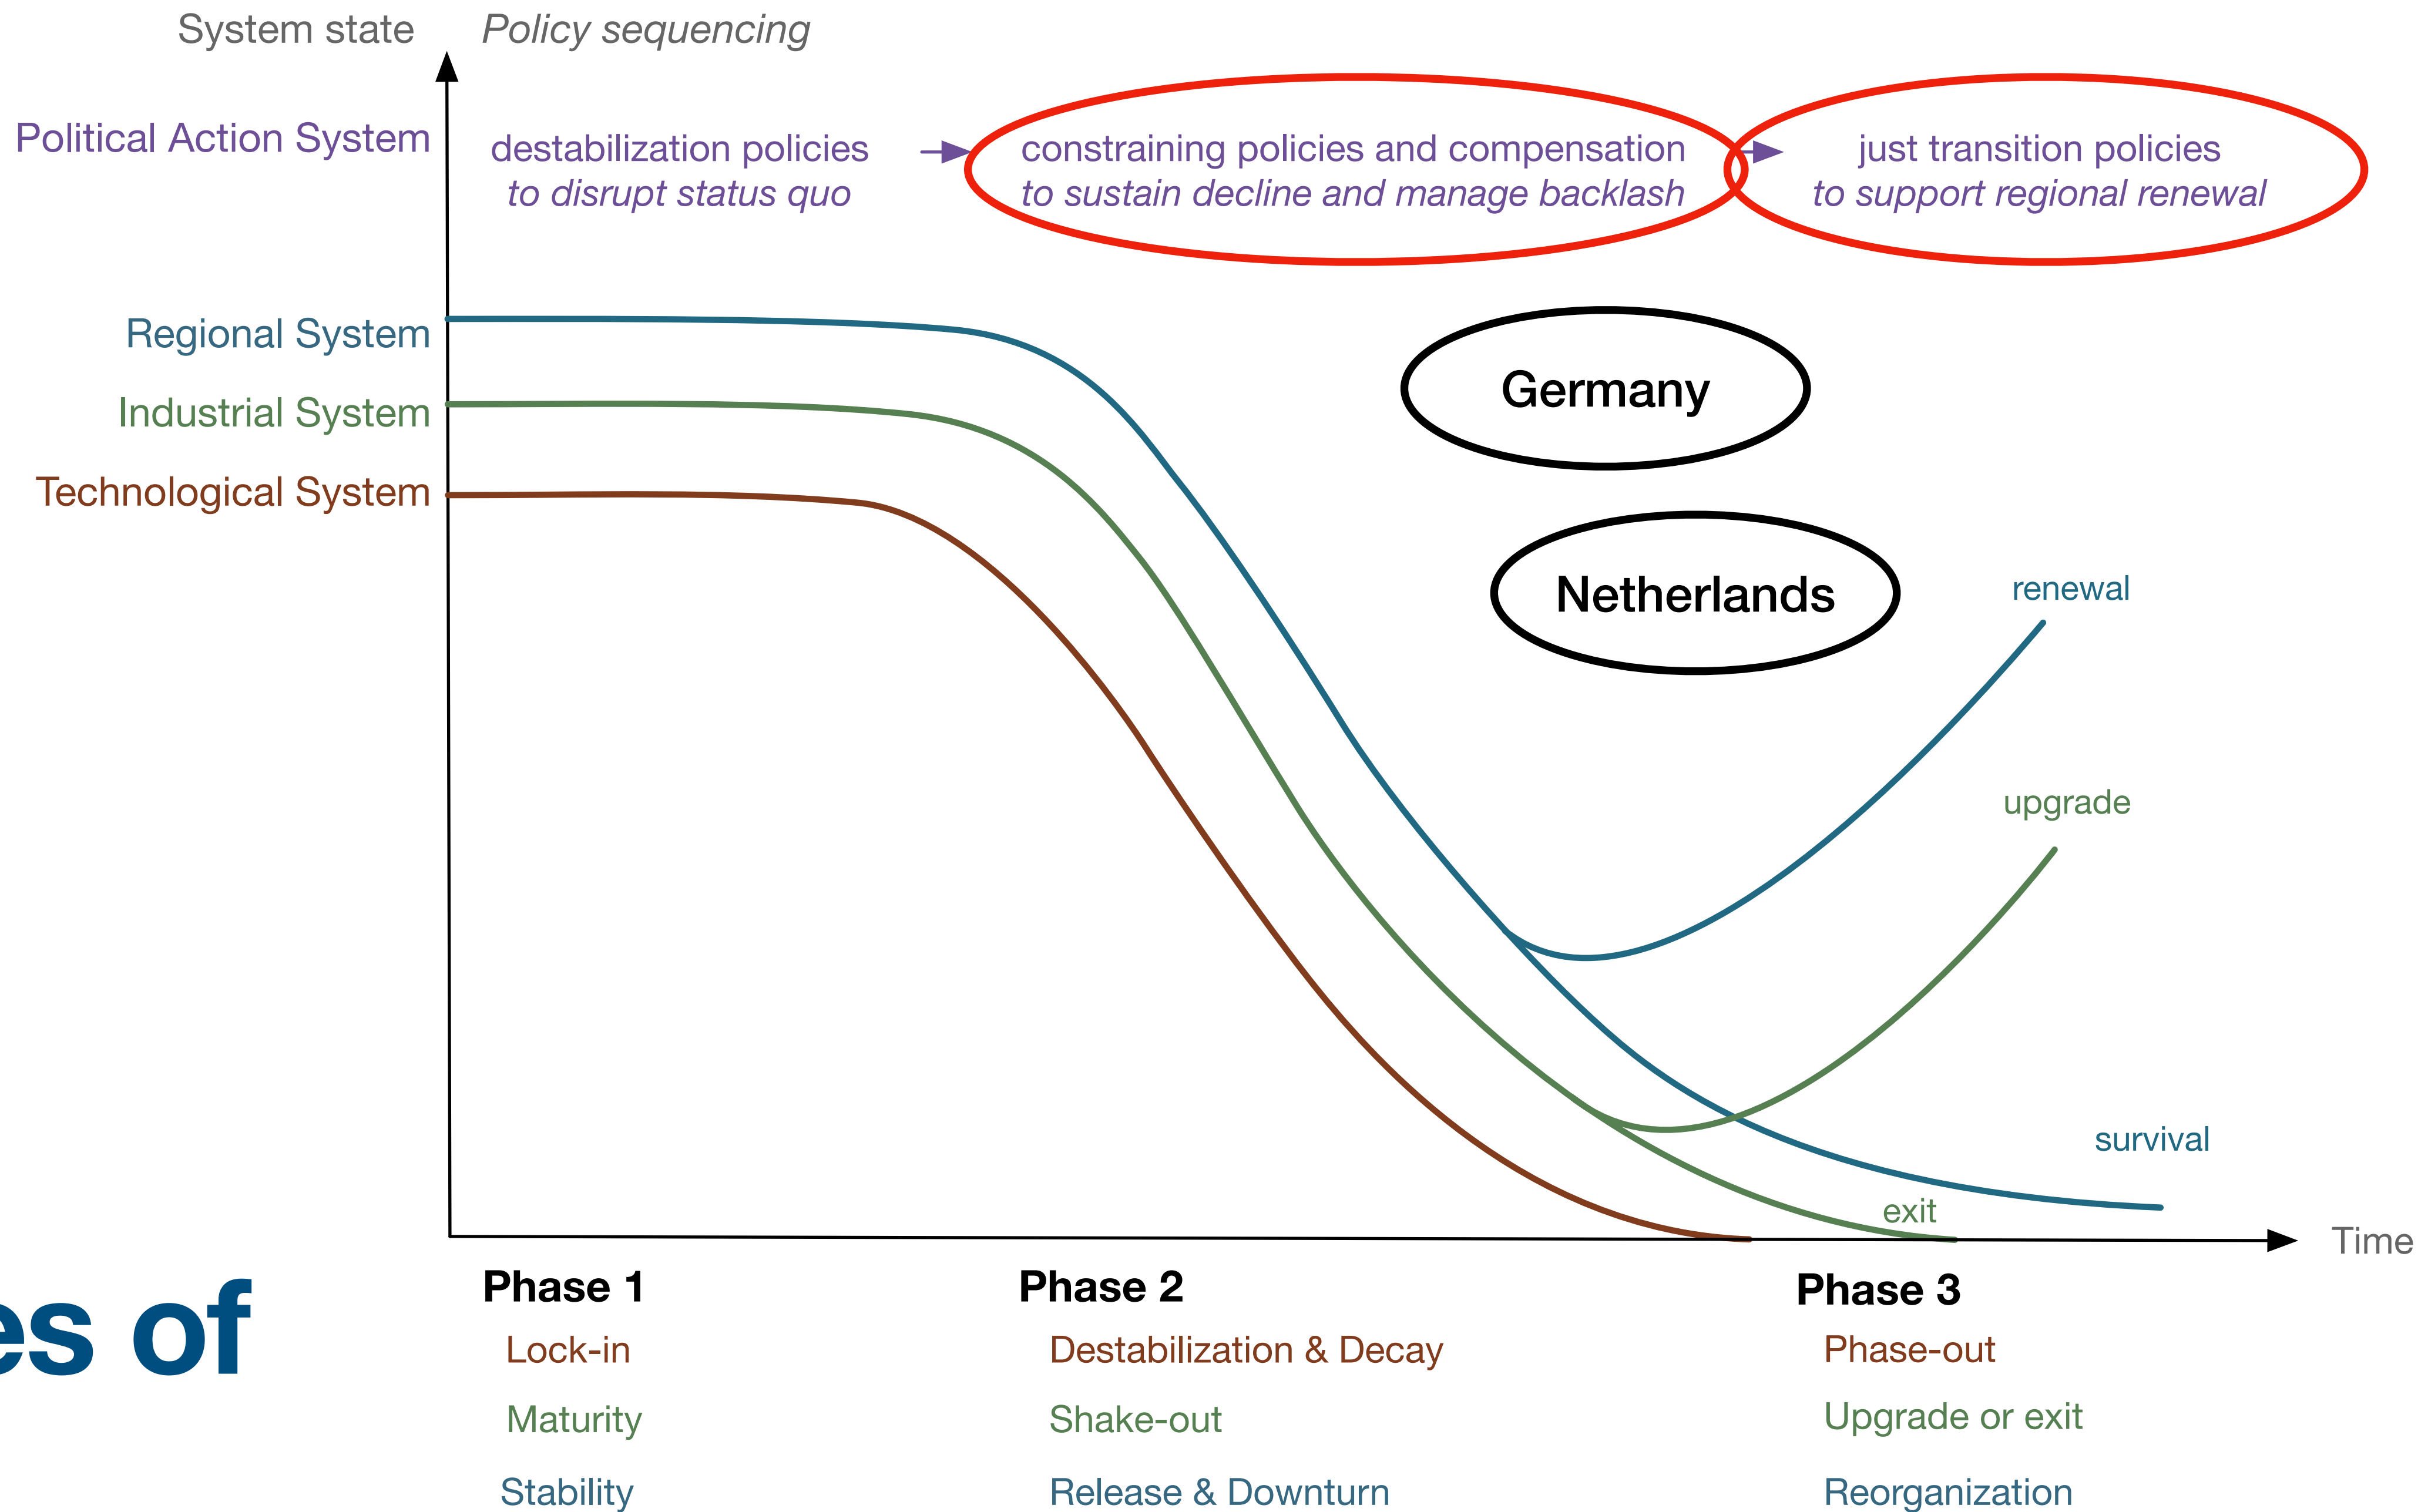 System state
Policy sequencing
Political Action System
destabilization policies
to disrupt status quo
constraining policies and compensation
to sustain decline and manage backlash
just transition policies
to support regional renewal
Regional System
Industrial System
Technological System
Germany
Netherlands
renewal
upgrade
survival
exit
Time
Phase 1
Lock-in
Maturity
Stability
Phase 2
Destabilization & Decay
Shake-out
Release & Downturn
Phase 3
Phase-out
Upgrade or exit
Reorganization
of